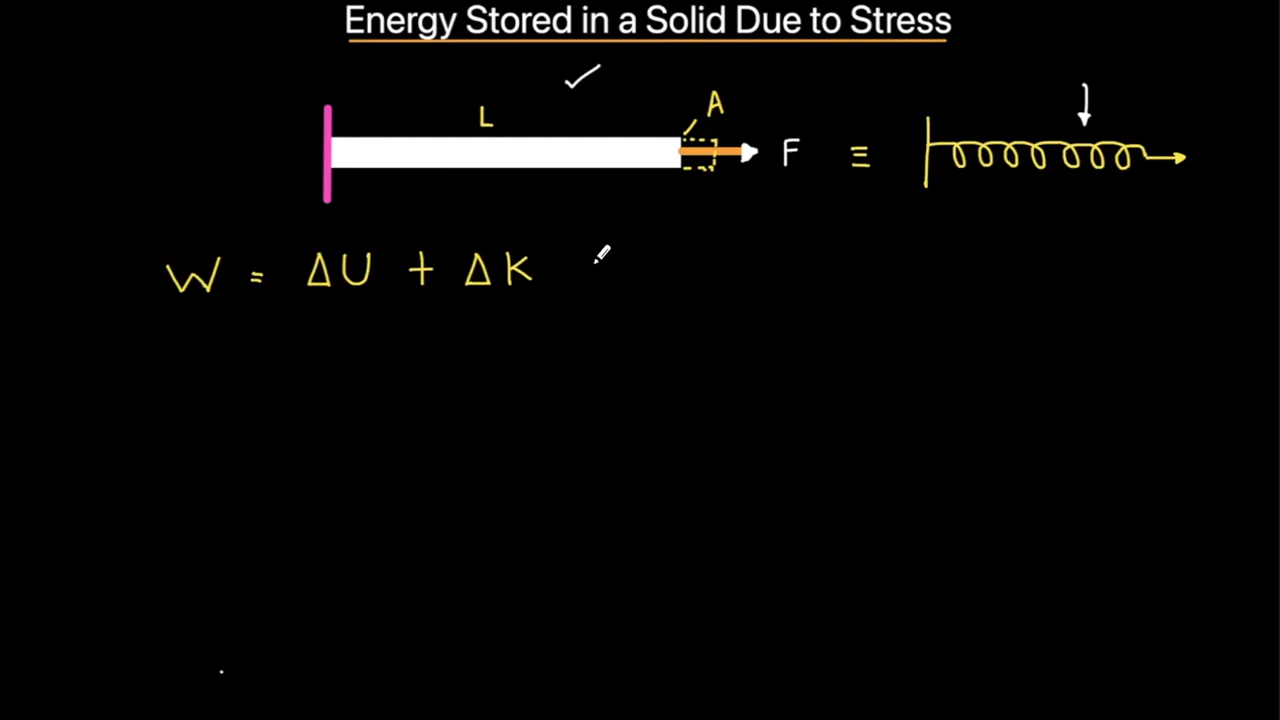 Energy Stored in a Solid Due to Stress
L
A
F ≡
W = ΔU + ΔK